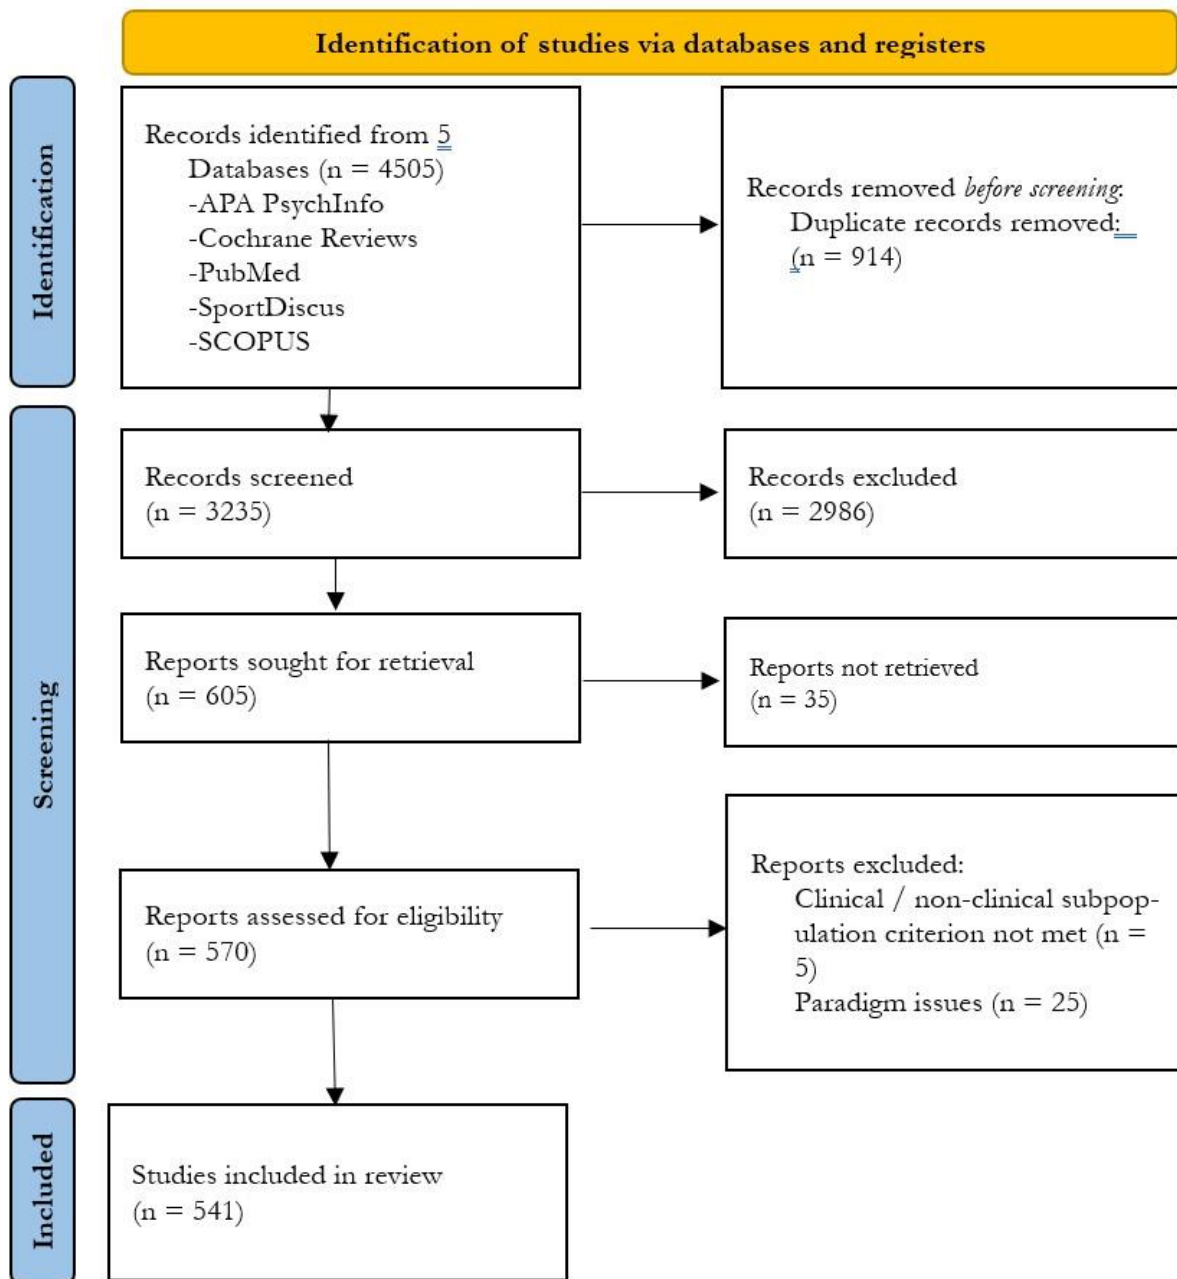 Identification of studies via databases and registers
Identification
Records identified from 5
Databases (n = 4505)
-APA PsychInfo
-Cochrane Reviews
-PubMed
-SportDiscus
-SCOPUS
Records removed before screening:
Duplicate records removed:
(n = 914)
Screening
Records screened
(n = 3235)
Records excluded
(n = 2986)
Reports sought for retrieval
(n = 605)
Reports not retrieved
(n = 35)
Reports assessed for eligibility
(n = 570)
Reports excluded:
Clinical / non-clinical subpop-
ulation criterion not met (n =
5)
Paradigm issues (n = 25)
Included
Studies included in review
(n = 541)